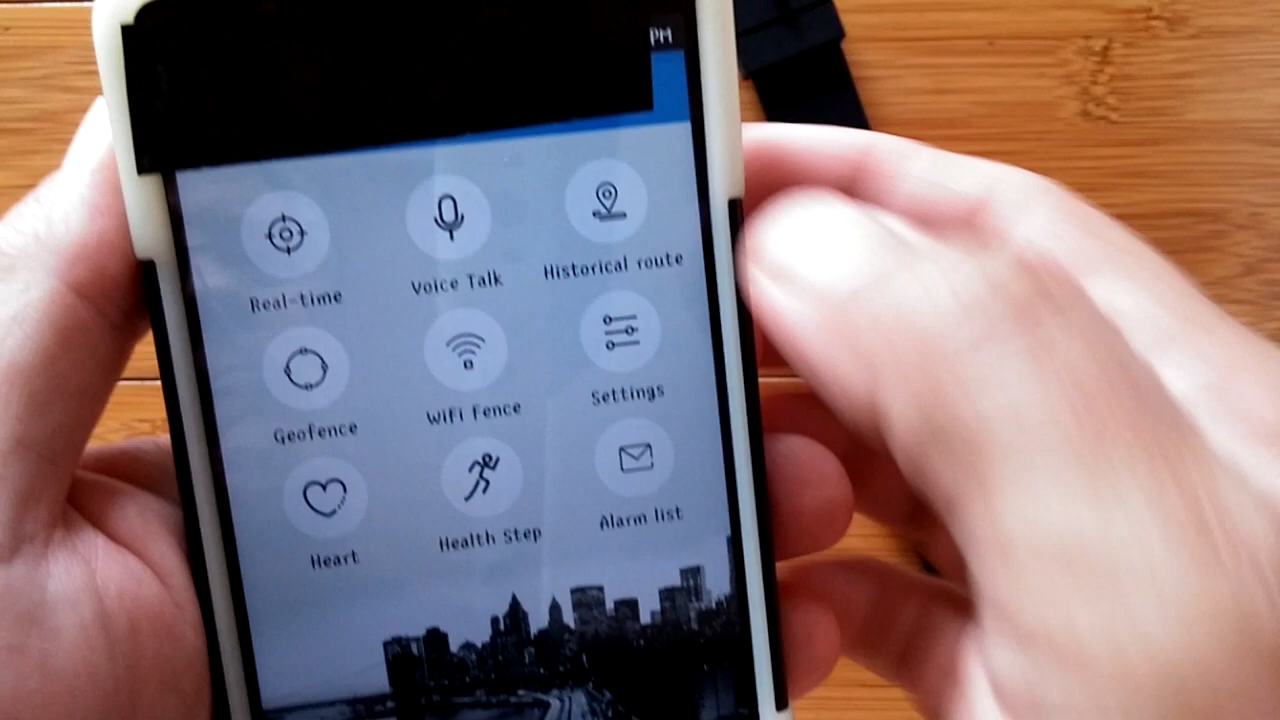 PM
Real-time
Voice Talk
Historical route
Geofence
WiFi Fence
Settings
Heart
Health Step
Alarm list